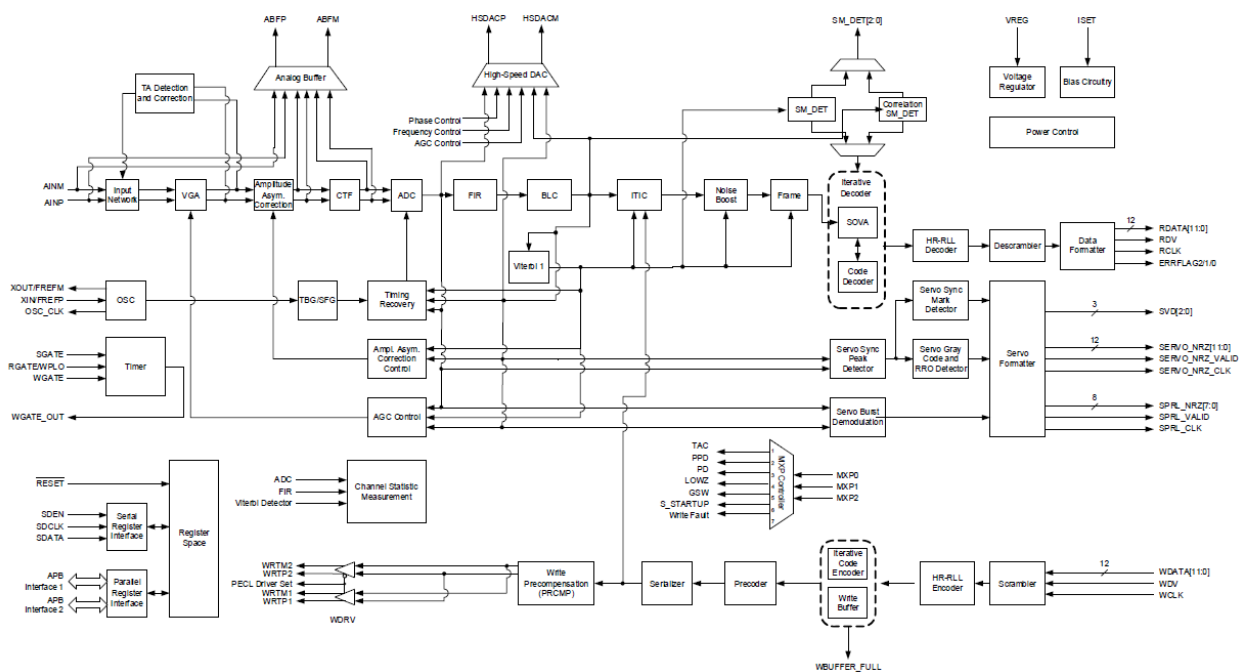 ABFP
ABFM
HSDACP
HSDACM
SM_DET[2:0]
VREG
ISET
TA Detection
and Correction
Analog Buffer
High-Speed DAC
Voltage
Regulator
Bias Circuitry
SM_DET
Correlation
SM_DET
Phase Control
Frequency Control
AGC Control
Power Control
AINM
AINP
Input
Network
VGA
Amplitude
Asym.
Correction
CTF
ADC
FIR
BLC
ITIC
Noise
Boost
Frame
Iterative
Decoder
SOVA
Code
Decoder
HR-RLL
Decoder
Descrambler
Data
Formatter
12
RDATA[11:0]
RDV
RCLK
ERRFLAG2/1/0
Viterbi 1
XOUT/FREFM
XIN/FREFP
OSC_CLK
OSC
TBG/SFG
Timing
Recovery
Servo Sync
Mark
Detector
3
SVD[2:0]
SGATE
RGATE/WPLO
WGATE
Timer
WGATE_OUT
Ampl. Asym.
Correction
Control
Servo Sync
Peak
Detector
Servo Gray
Code and
RRO Detector
Servo
Formatter
12
SERVO_NRZ[11:0]
SERVO_NRZ_VALID
SERVO_NRZ_CLK
AGC Control
Servo Burst
Demodulation
8
SPRL_NRZ[7:0]
SPRL_VALID
SPRL_CLK
RESET
SDEN
SDCLK
SDATA
Serial
Register
Interface
Register
Space
APB
Interface 1
APB
Interface 2
Parallel
Register
Interface
ADC
FIR
Viterbi Detector
Channel Statistic
Measurement
TAC
PPD
PD
LOWZ
GSW
S_STARTUP
Write Fault
1
2
3
4
5
6
7
MXP Controller
MXP0
MXP1
MXP2
WRTM2
WRTP2
PECL Driver Set
WRTM1
WRTP1
WDRV
Write
Precompensation
(PRCMP)
Serializer
Precoder
Iterative
Code
Encoder
Write
Buffer
HR-RLL
Encoder
Scrambler
12
WDATA[11:0]
WDV
WCLK
WBUFFER_FULL